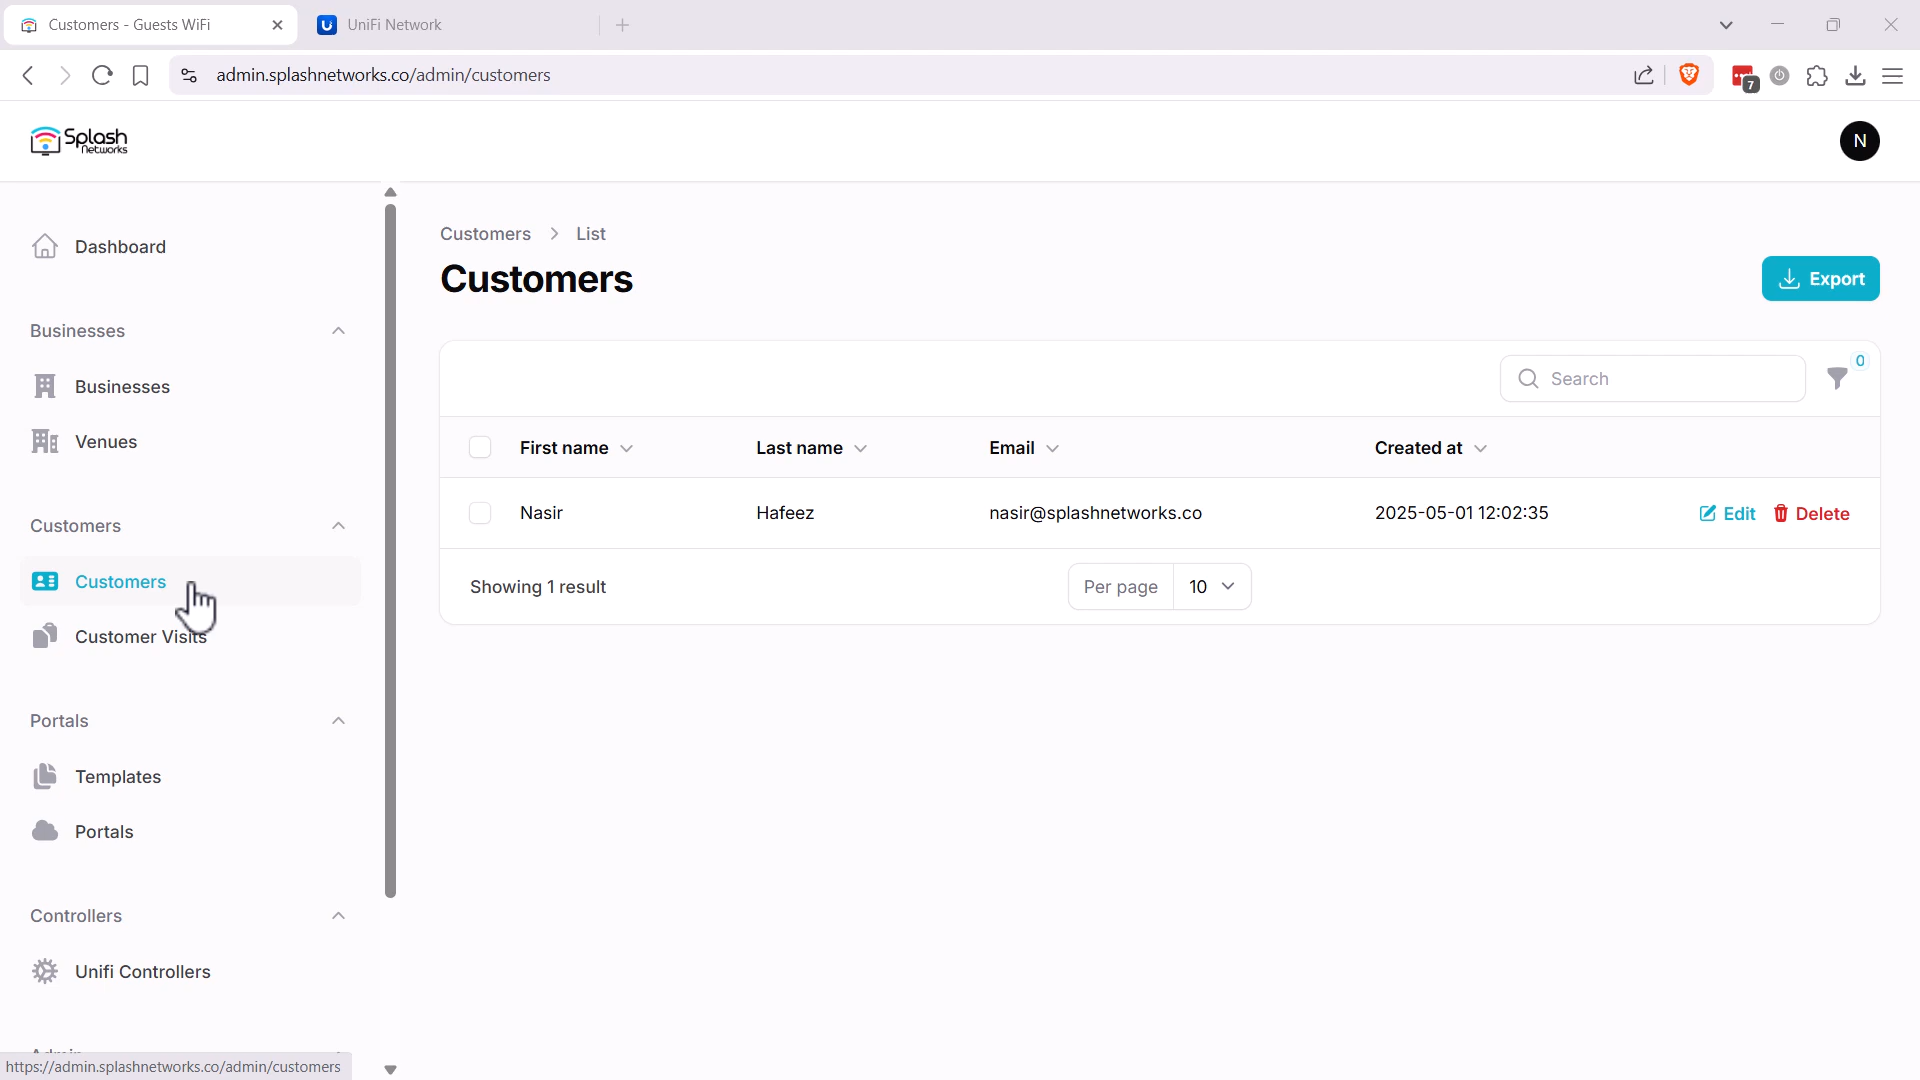 Customers - Guests WiFi
UniFi Network
admin.splashnetworks.co/admin/customers
7
Splash
Networks
N
Dashboard
Businesses
Businesses
Venues
Customers
Customers
Customer Visits
Portals
Templates
Portals
Controllers
Unifi Controllers
Admin
https://admin.splashnetworks.co/admin/customers
Customers > List
Customers
Export
Search
0
First name Last name Email Created at
Nasir Hafeez nasir@splashnetworks.co 2025-05-01 12:02:35 Edit Delete
Showing 1 result Per page 10